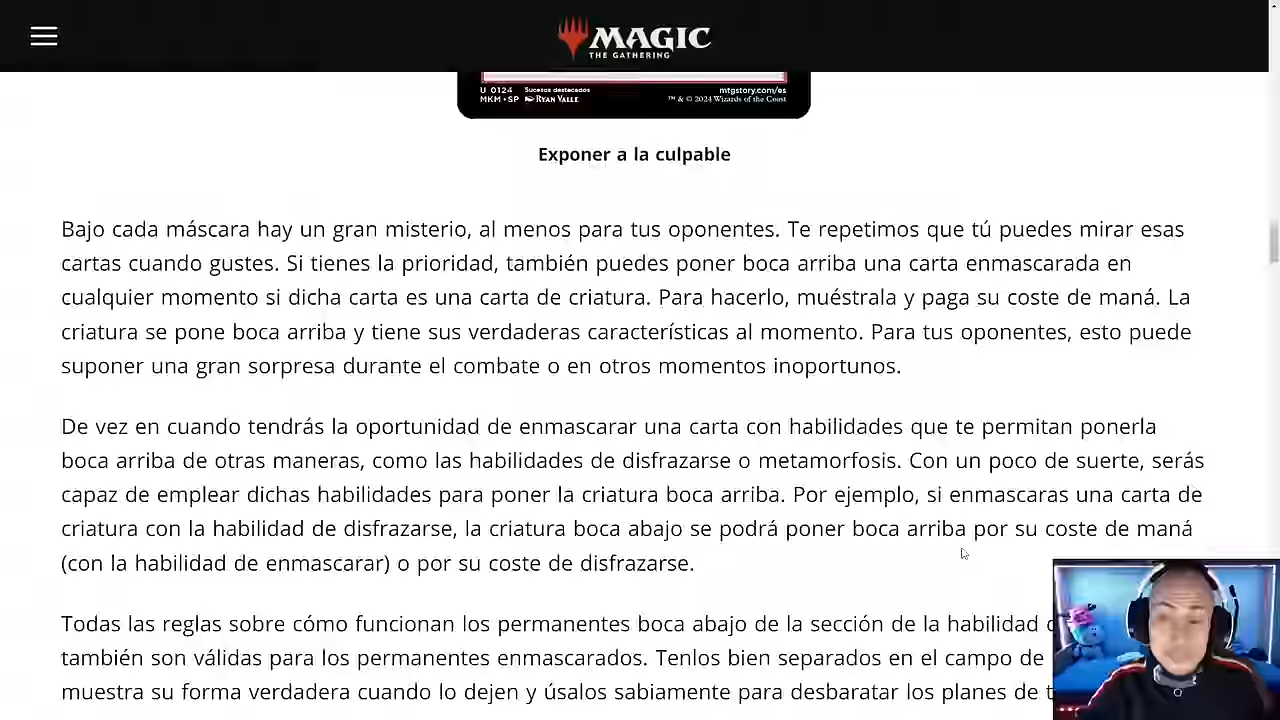 MAGIC
THE GATHERING
U 0124 Sucesos destacados mtgstory.com/es
MKM • SP RYAN VALLE ™ & © 2024 Wizards of the Coast
Exponer a la culpable
Bajo cada máscara hay un gran misterio, al menos para tus oponentes. Te repetimos que tú puedes mirar esas
cartas cuando gustes. Si tienes la prioridad, también puedes poner boca arriba una carta enmascarada en
cualquier momento si dicha carta es una carta de criatura. Para hacerlo, muéstrala y paga su coste de maná. La
criatura se pone boca arriba y tiene sus verdaderas características al momento. Para tus oponentes, esto puede
suponer una gran sorpresa durante el combate o en otros momentos inoportunos.
De vez en cuando tendrás la oportunidad de enmascarar una carta con habilidades que te permitan ponerla
boca arriba de otras maneras, como las habilidades de disfrazarse o metamorfosis. Con un poco de suerte, serás
capaz de emplear dichas habilidades para poner la criatura boca arriba. Por ejemplo, si enmascaras una carta de
criatura con la habilidad de disfrazarse, la criatura boca abajo se podrá poner boca arriba por su coste de maná
(con la habilidad de enmascarar) o por su coste de disfrazarse.
Todas las reglas sobre cómo funcionan los permanentes boca abajo de la sección de la habilidad
también son válidas para los permanentes enmascarados. Tenlos bien separados en el campo de
muestra su forma verdadera cuando lo dejen y úsalos sabiamente para desbaratar los planes de